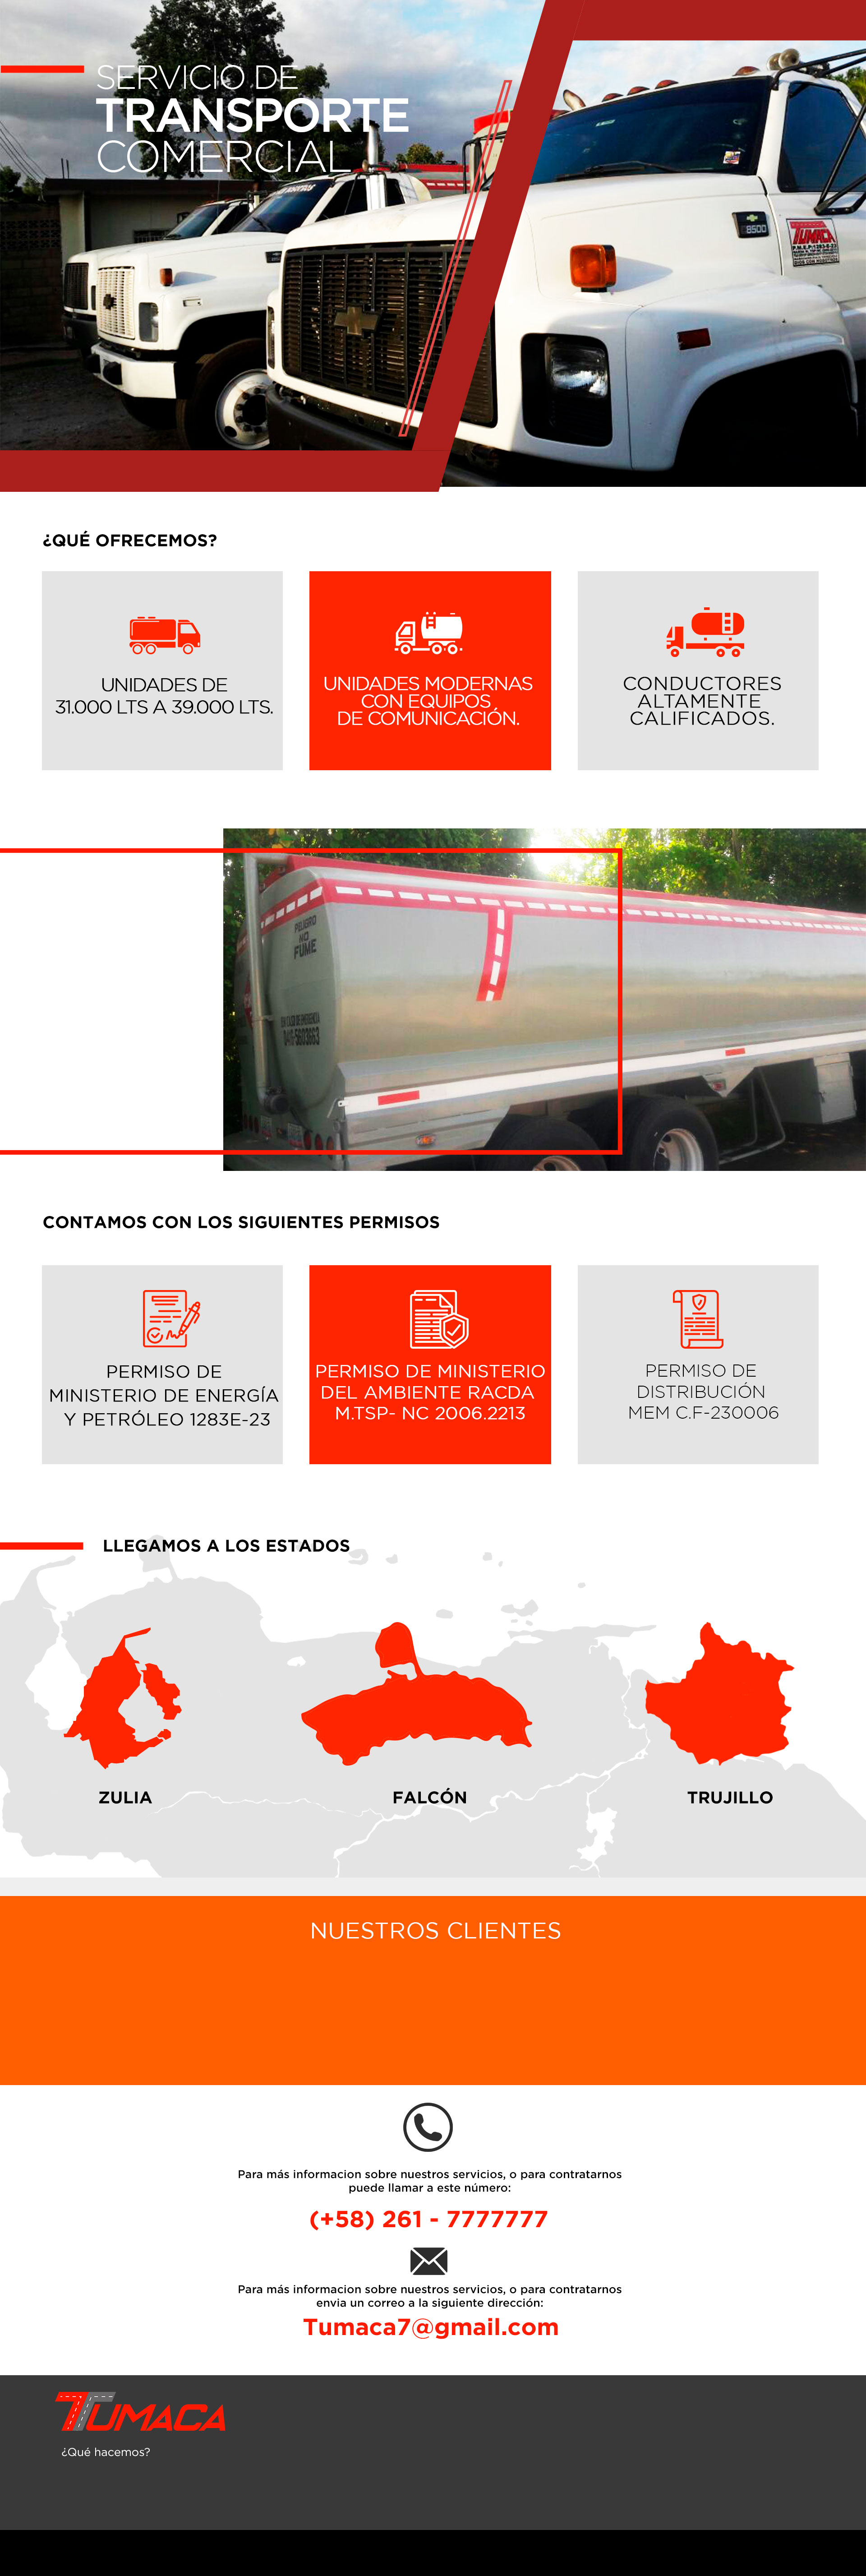 SERVICIO DE
TRANSPORTE
COMERCIAL
8500
TUMACA
¿QUÉ OFRECEMOS?
UNIDADES DE
31.000 LTS A 39.000 LTS.
UNIDADES MODERNAS
CON EQUIPOS
DE COMUNICACIÓN.
CONDUCTORES
ALTAMENTE
CALIFICADOS.
PELIGRO
NO
FUME
CONTAMOS CON LOS SIGUIENTES PERMISOS
PERMISO DE
MINISTERIO DE ENERGÍA
Y PETRÓLEO 1283E-23
PERMISO DE MINISTERIO
DEL AMBIENTE RACDA
M.TSP- NC 2006.2213
PERMISO DE
DISTRIBUCIÓN
MEM C.F-230006
LLEGAMOS A LOS ESTADOS
ZULIA
FALCÓN
TRUJILLO
NUESTROS CLIENTES
Para más informacion sobre nuestros servicios, o para contratarnos
puede llamar a este número:
(+58) 261 - 7777777
Para más informacion sobre nuestros servicios, o para contratarnos
envia un correo a la siguiente dirección:
Tumaca7@gmail.com
TUMACA
¿Qué hacemos?